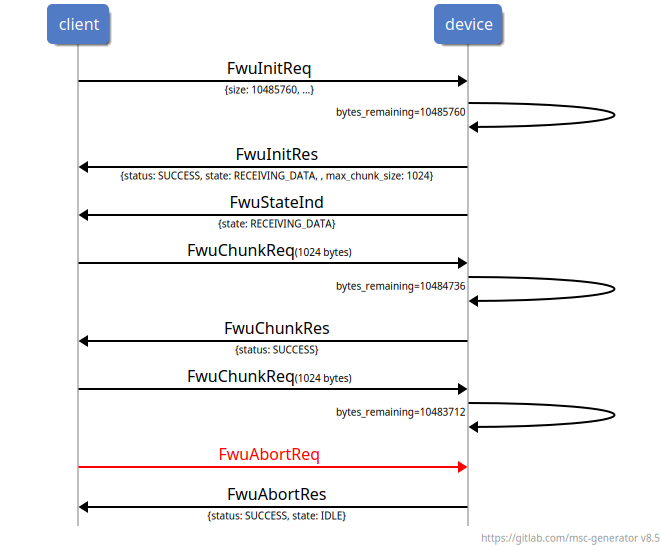 client device
FwuInitReq
{size: 10485760, ...}
bytes_remaining=10485760
FwuInitRes
{status: SUCCESS, state: RECEIVING_DATA, , max_chunk_size: 1024}
FwuStateInd
{state: RECEIVING_DATA}
FwuChunkReq(1024 bytes)
bytes_remaining=10484736
FwuChunkRes
{status: SUCCESS}
FwuChunkReq(1024 bytes)
bytes_remaining=10483712
FwuAbortReq
FwuAbortRes
{status: SUCCESS, state: IDLE}
https://gitlab.com/msc-generator v8.5